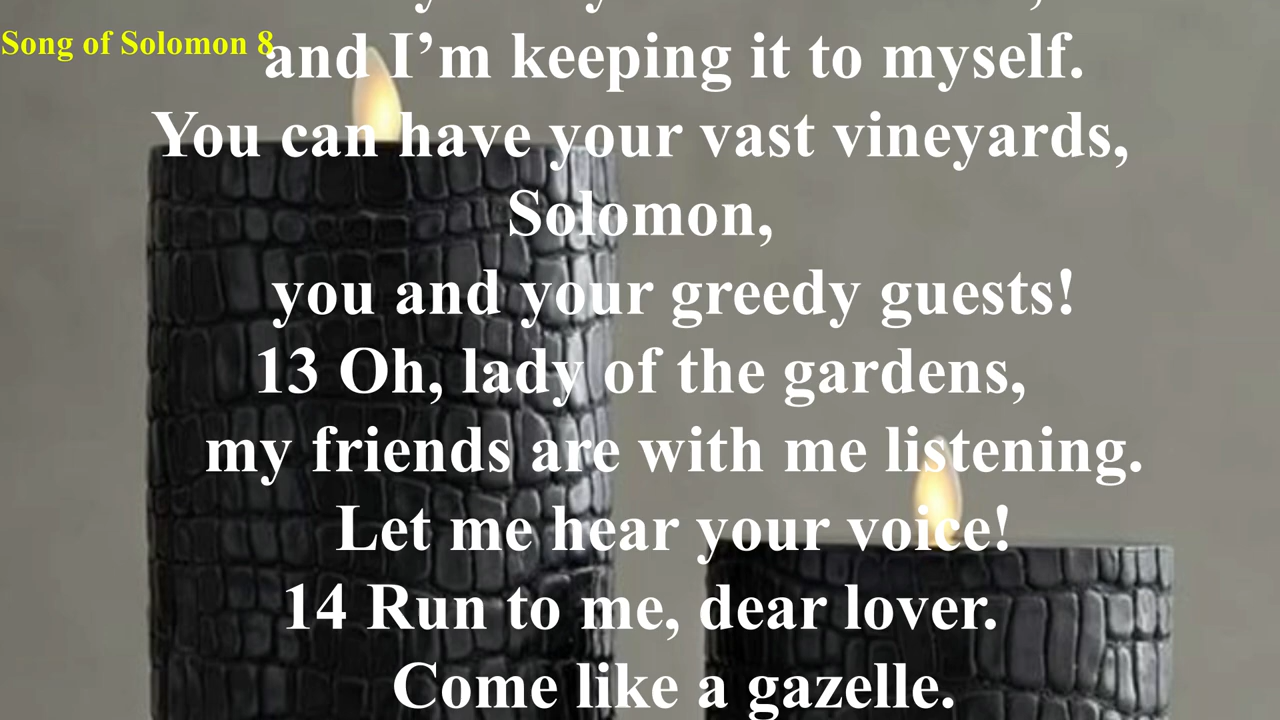 Song of Solomon 8
and I’m keeping it to myself.
You can have your vast vineyards,
Solomon,
you and your greedy guests!
13 Oh, lady of the gardens,
my friends are with me listening.
Let me hear your voice!
14 Run to me, dear lover.
Come like a gazelle.